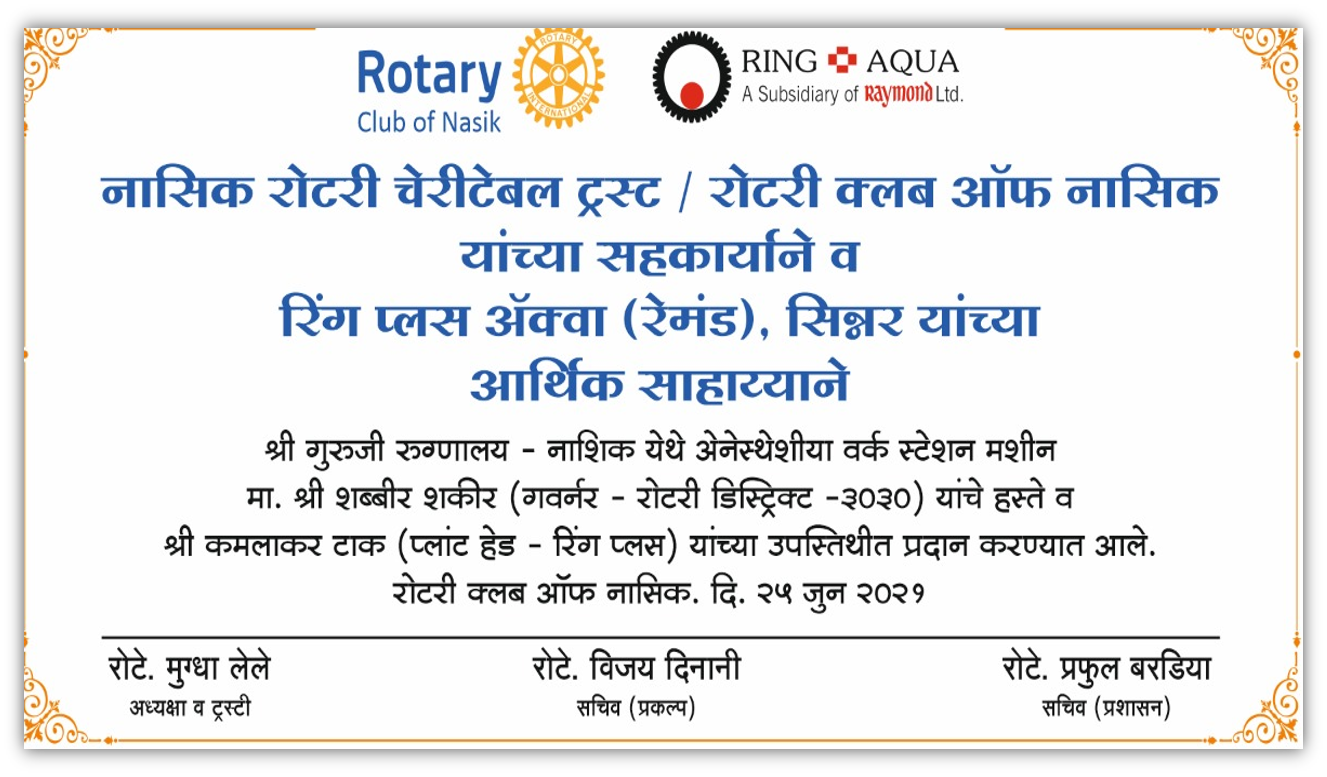 Rotary
Club of Nasik
ROTARY
INTERNATIONAL
RING AQUA
A Subsidiary of Raymond Ltd.
नासिक रोटरी चेरीटेबल ट्रस्ट / रोटरी क्लब ऑफ नासिक
यांच्या सहकार्याने व
रिंग प्लस ॲक्वा (रेमंड), सिन्नर यांच्या
आर्थिक साहाय्याने
श्री गुरुजी रुग्णालय - नाशिक येथे ॲनेस्थेशीया वर्क स्टेशन मशीन
मा. श्री शब्बीर शकीर (गवर्नर - रोटरी डिस्ट्रिक्ट -३०३०) यांचे हस्ते व
श्री कमलाकर टाक (प्लांट हेड - रिंग प्लस) यांच्या उपस्तिथीत प्रदान करण्यात आले.
रोटरी क्लब ऑफ नासिक. दि. २५ जुन २०२१
रोटे. मुग्धा लेले
अध्यक्षा व ट्रस्टी
रोटे. विजय दिनानी
सचिव (प्रकल्प)
रोटे. प्रफुल बरडिया
सचिव (प्रशासन)